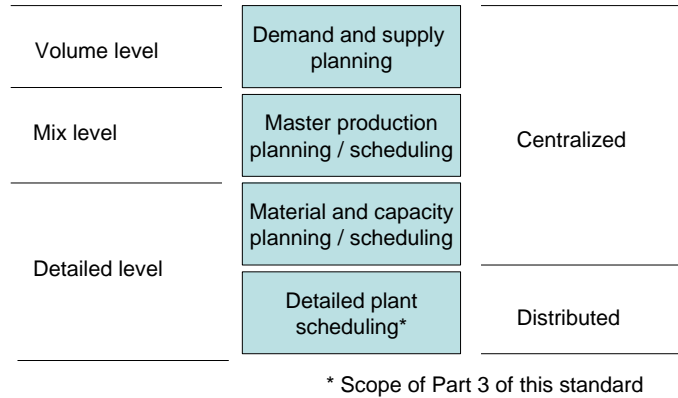 Volume level
Demand and supply
planning
Mix level
Master production
planning / scheduling
Centralized
Material and capacity
planning / scheduling
Detailed level
Detailed plant
scheduling*
Distributed
* Scope of Part 3 of this standard